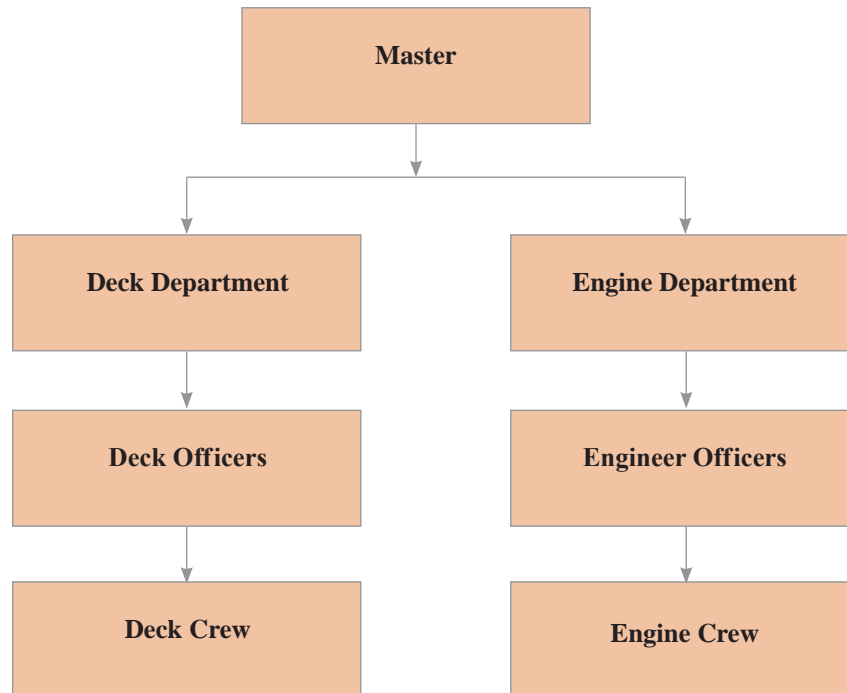 Master
Deck Department
Engine Department
Deck Officers
Engineer Officers
Deck Crew
Engine Crew